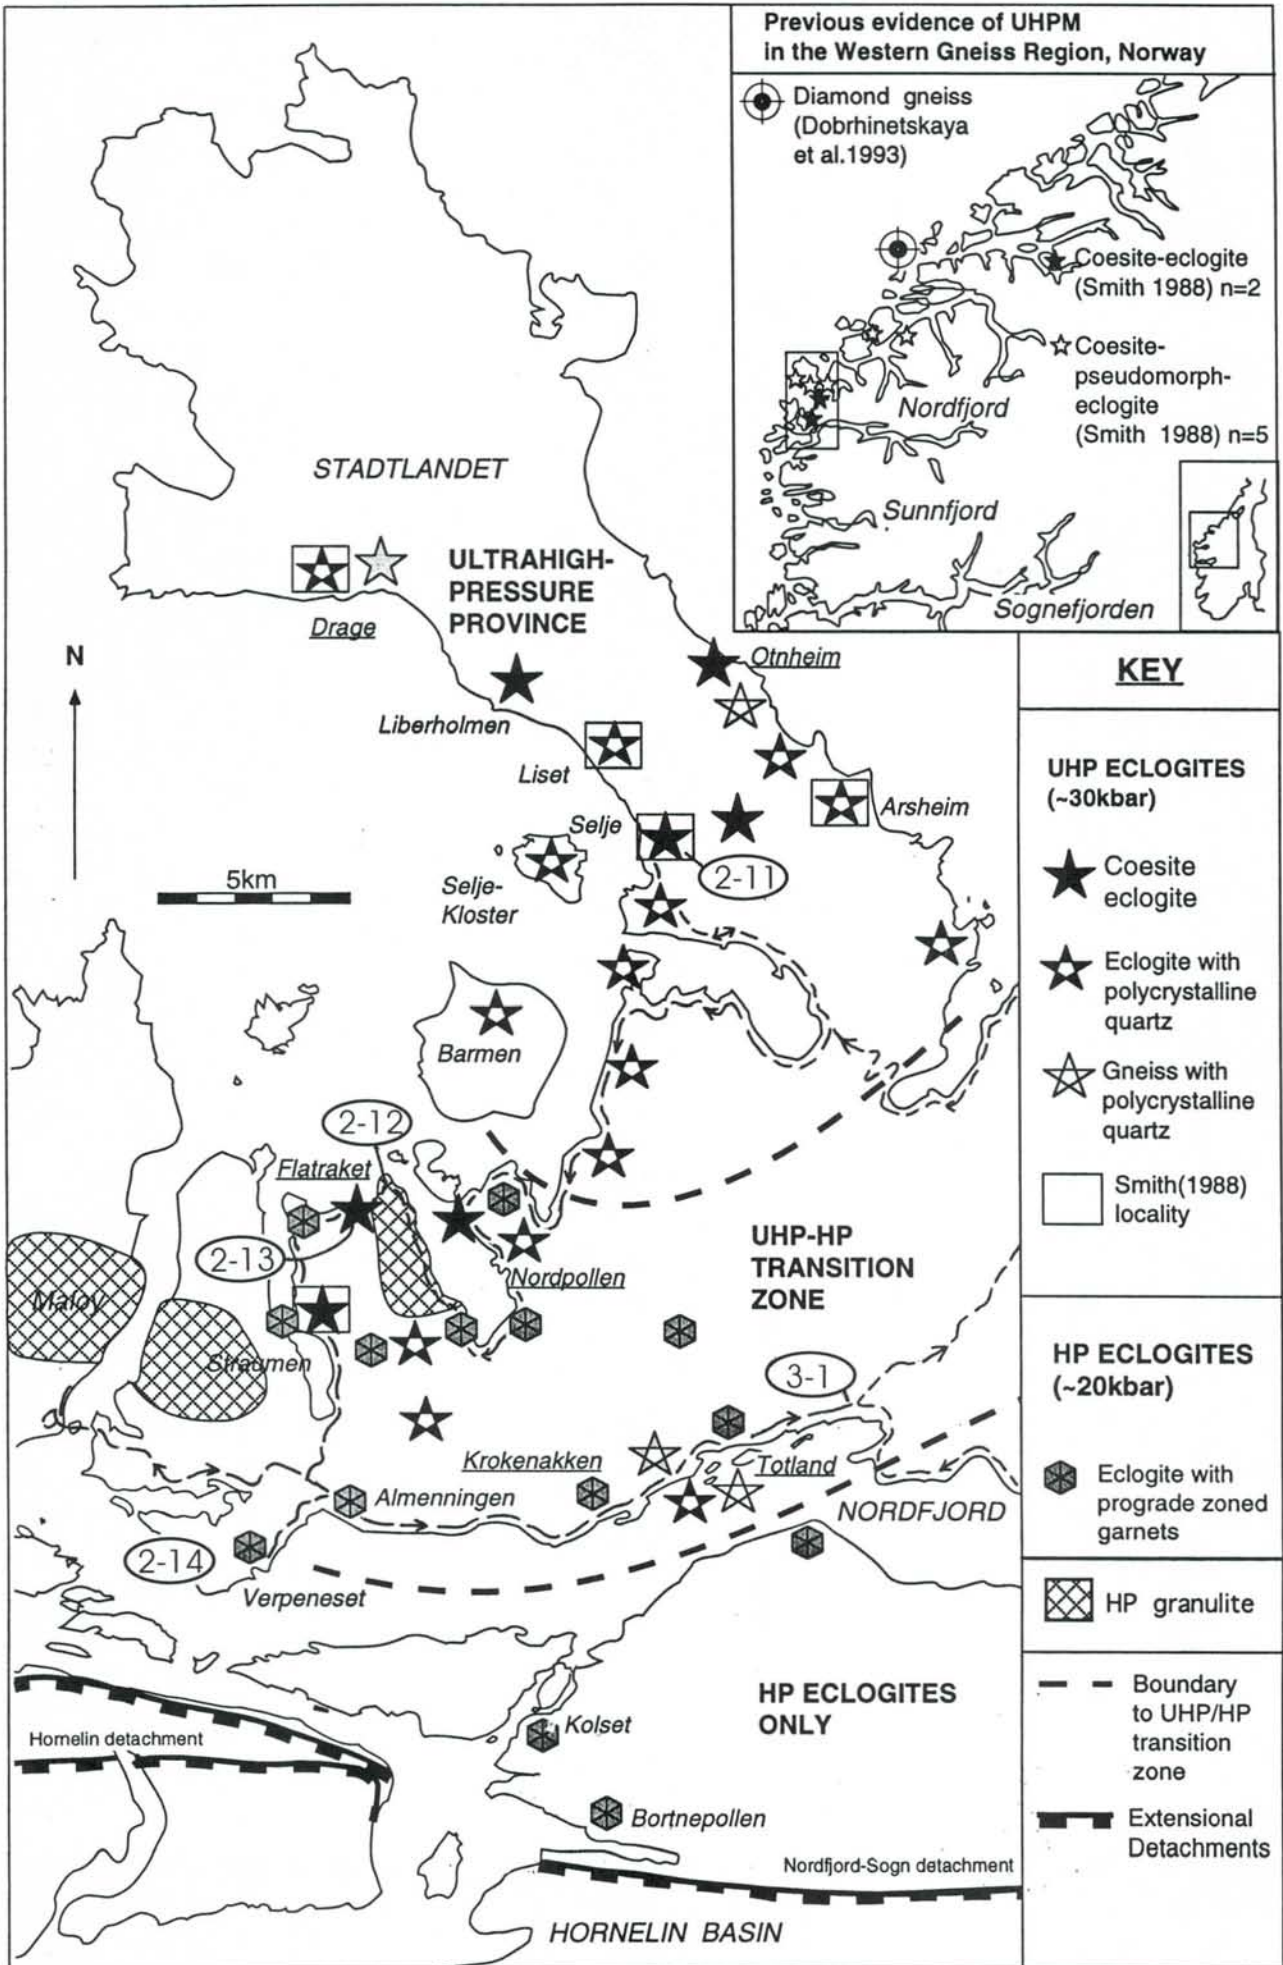 Previous evidence of UHPM
in the Western Gneiss Region, Norway
Diamond gneiss
(Dobrhinetskaya
et al.1993)
Coesite-eclogite
(Smith 1988) n=2
Coesite-
pseudomorph-
eclogite
(Smith 1988) n=5
Nordfjord
Sunnfjord
Sognefjorden
STADTLANDET
ULTRAHIGH-
PRESSURE
PROVINCE
Drage
Otnheim
N
Liberholmen
Liset
Arsheim
Selje
2-11
5km
Selje-
Kloster
Barmen
2-12
Flatraket
2-13
Nordpollen
UHP-HP
TRANSITION
ZONE
Maloy
Straumen
3-1
Krokenakken
Totland
Almenningen
NORDFJORD
2-14
Verpeneset
HP ECLOGITES
ONLY
Kolset
Homelin detachment
Bortnepollen
Nordfjord-Sogn detachment
HORNELIN BASIN
KEY
UHP ECLOGITES
(~30kbar)
Coesite
eclogite
Eclogite with
polycrystalline
quartz
Gneiss with
polycrystalline
quartz
Smith(1988)
locality
HP ECLOGITES
(~20kbar)
Eclogite with
prograde zoned
garnets
HP granulite
Boundary
to UHP/HP
transition
zone
Extensional
Detachments